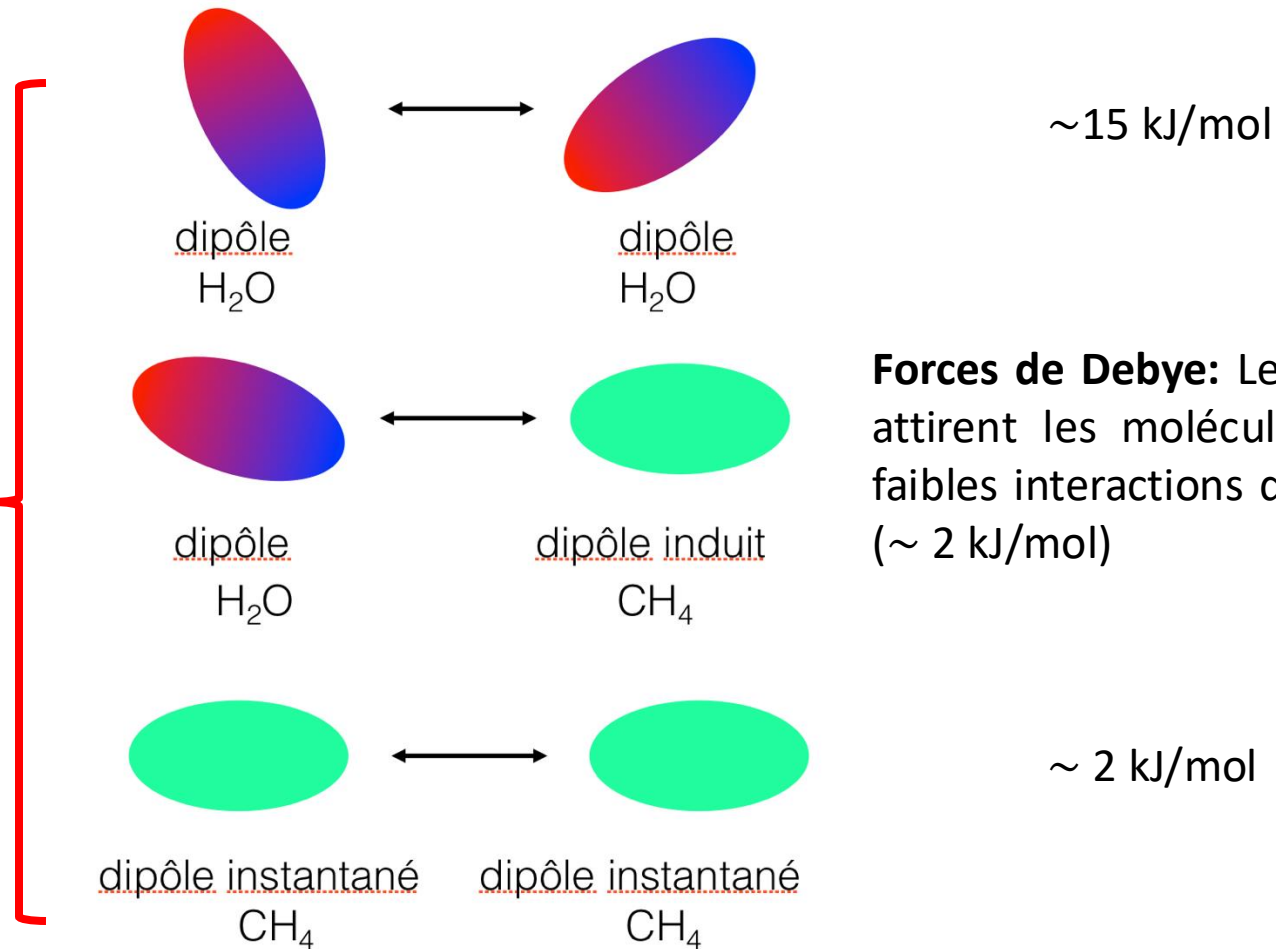 ~15 kJ/mol
dipôle dipôle
H₂O H₂O
Forces de Debye: Le
attirent les molécul
faibles interactions d
(~ 2 kJ/mol)
dipôle dipôle induit
H₂O CH₄
~ 2 kJ/mol
dipôle instantané dipôle instantané
CH₄ CH₄